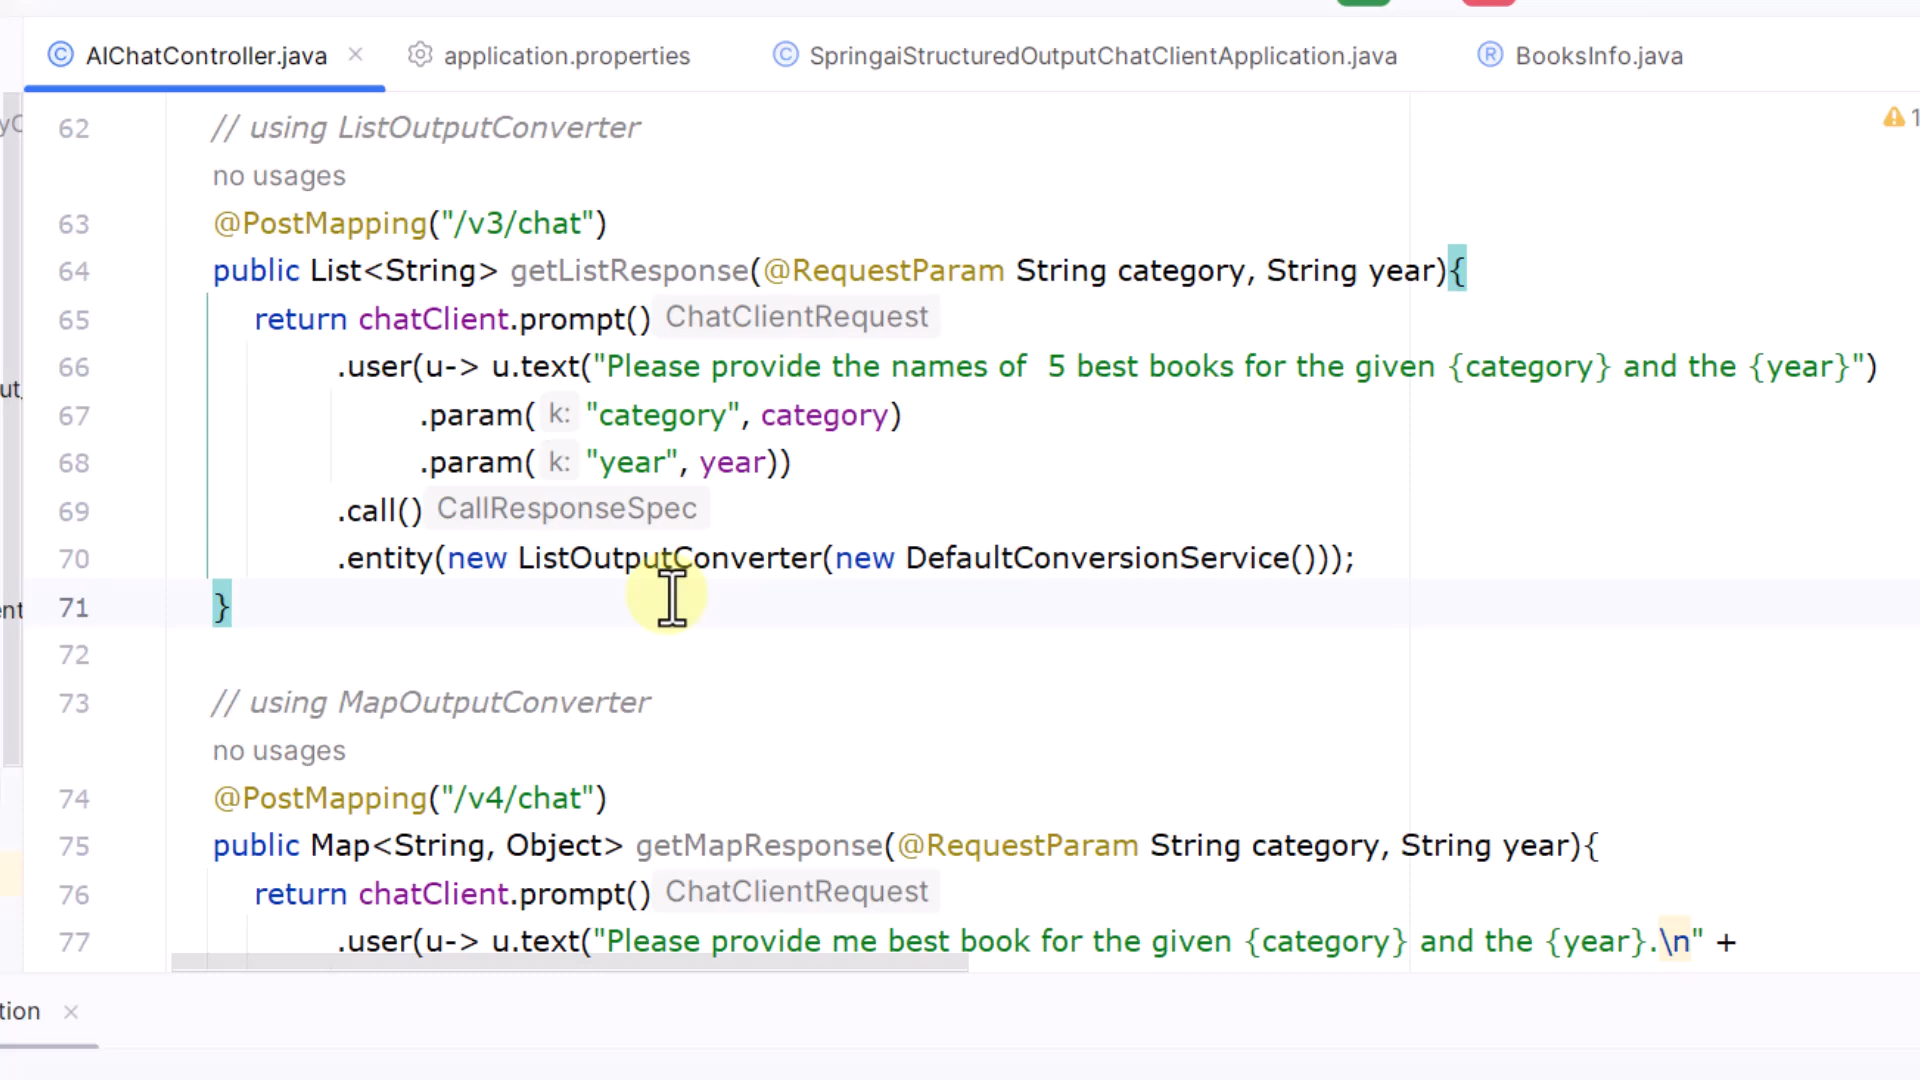 AIChatController.java
application.properties
SpringaiStructuredOutputChatClientApplication.java
BooksInfo.java
62 // using ListOutputConverter
no usages
63 @PostMapping("/v3/chat")
64 public List<String> getListResponse(@RequestParam String category, String year){
65 return chatClient.prompt() ChatClientRequest
66 .user(u-> u.text("Please provide the names of  5 best books for the given {category} and the {year}")
67 .param( k: "category", category)
68 .param( k: "year", year))
69 .call() CallResponseSpec
70 .entity(new ListOutputConverter(new DefaultConversionService()));
71 }
72
73 // using MapOutputConverter
no usages
74 @PostMapping("/v4/chat")
75 public Map<String, Object> getMapResponse(@RequestParam String category, String year){
76 return chatClient.prompt() ChatClientRequest
77 .user(u-> u.text("Please provide me best book for the given {category} and the {year}.\n" +